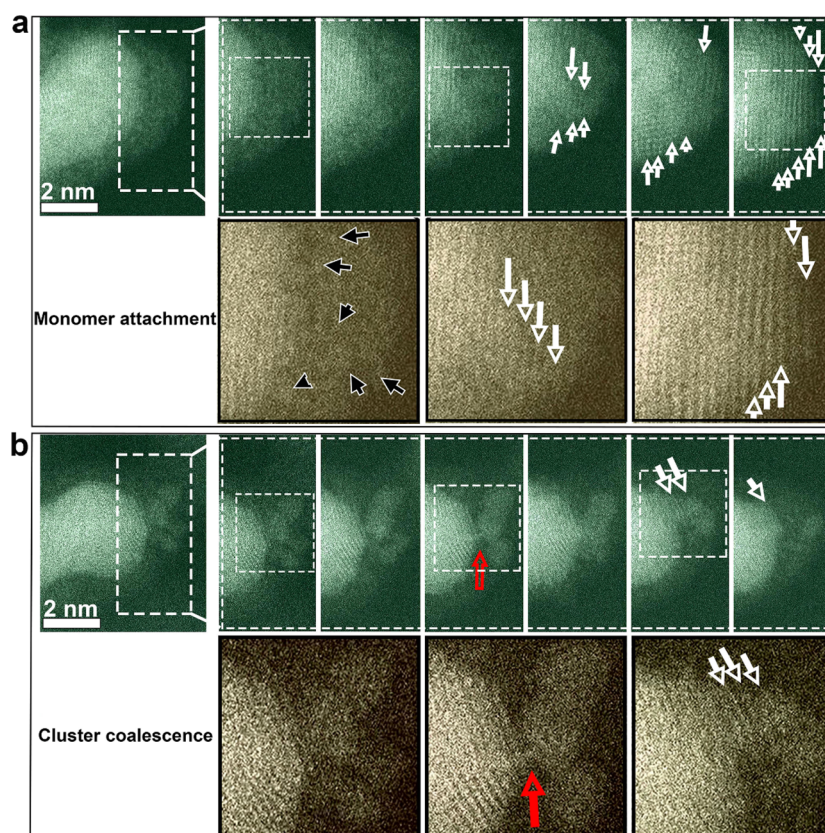 a
2 nm
Monomer attachment
b
2 nm
Cluster coalescence